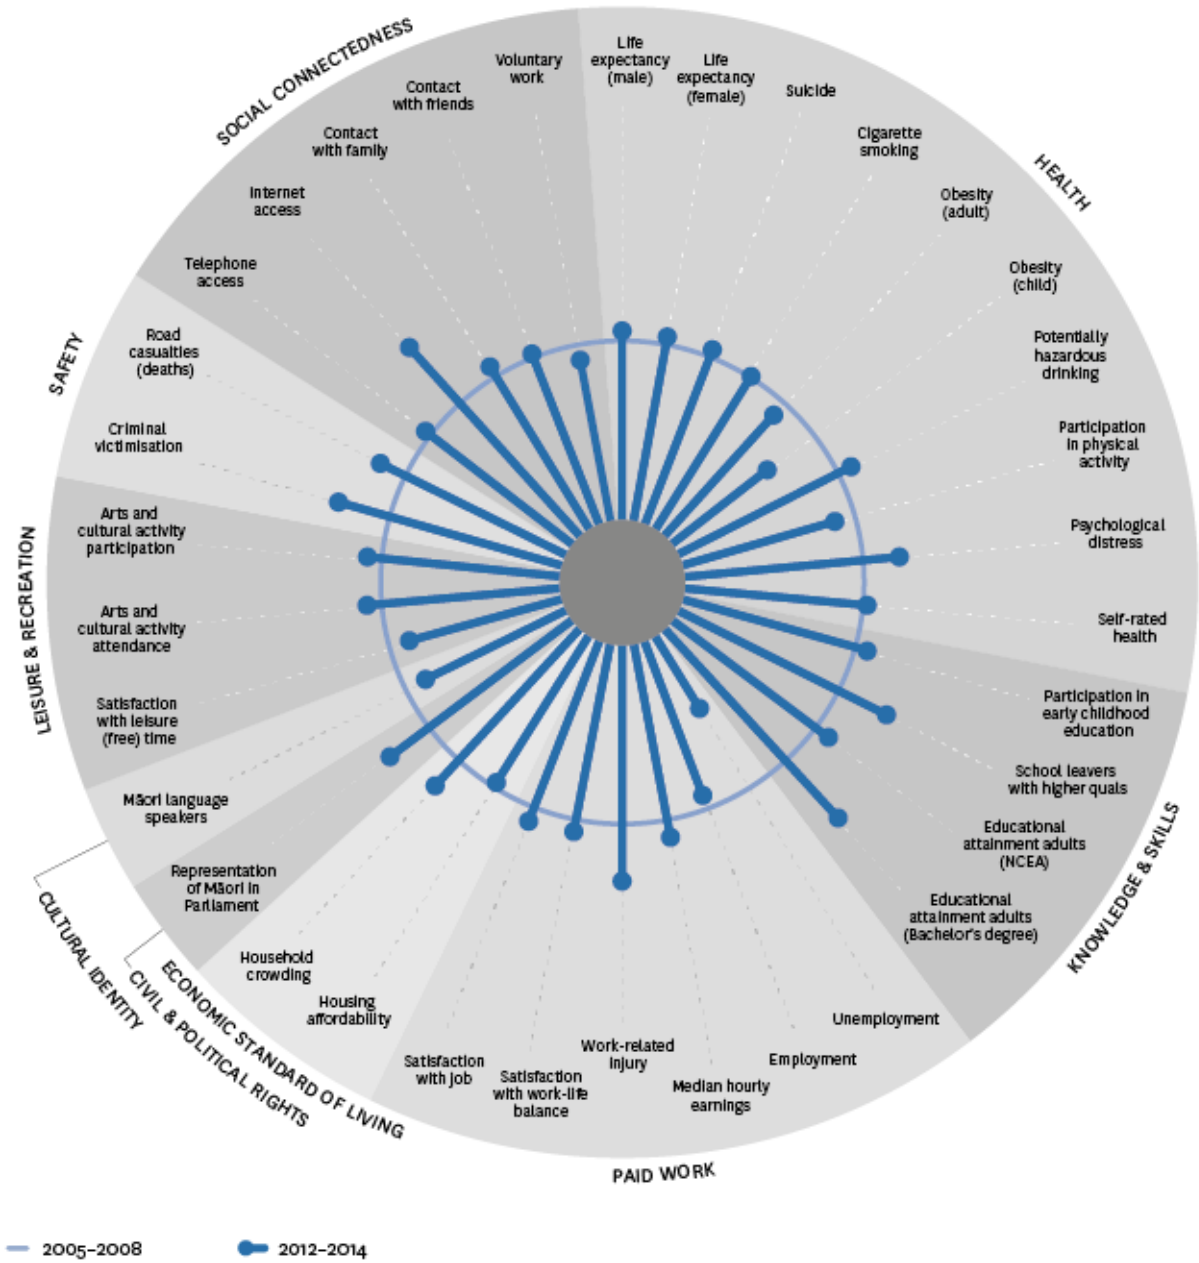 SOCIAL CONNECTEDNESS
Voluntary
work
Contact
with friends
Contact
with family
Internet
access
Telephone
access
Life
expectancy
(male)
Life
expectancy
(female)
Suicide
Cigarette
smoking
Obesity
(adult)
Obesity
(child)
Potentially
hazardous
drinking
Participation
in physical
activity
Psychological
distress
Self-rated
health
HEALTH
Participation in
early childhood
education
School leavers
with higher quals
Educational
attainment adults
(NCEA)
Educational
attainment adults
(Bachelor's degree)
KNOWLEDGE & SKILLS
Unemployment
Employment
Median hourly
earnings
Work-related
injury
Satisfaction
with work-life
balance
Satisfaction
with job
PAID WORK
Housing
affordability
Household
crowding
ECONOMIC STANDARD OF LIVING
Representation
of Māori in
Parliament
CIVIL & POLITICAL RIGHTS
Māori language
speakers
CULTURAL IDENTITY
Satisfaction
with leisure
(free) time
Arts and
cultural activity
attendance
Arts and
cultural activity
participation
LEISURE & RECREATION
Criminal
victimisation
Road
casualties
(deaths)
SAFETY
2005–2008
2012–2014